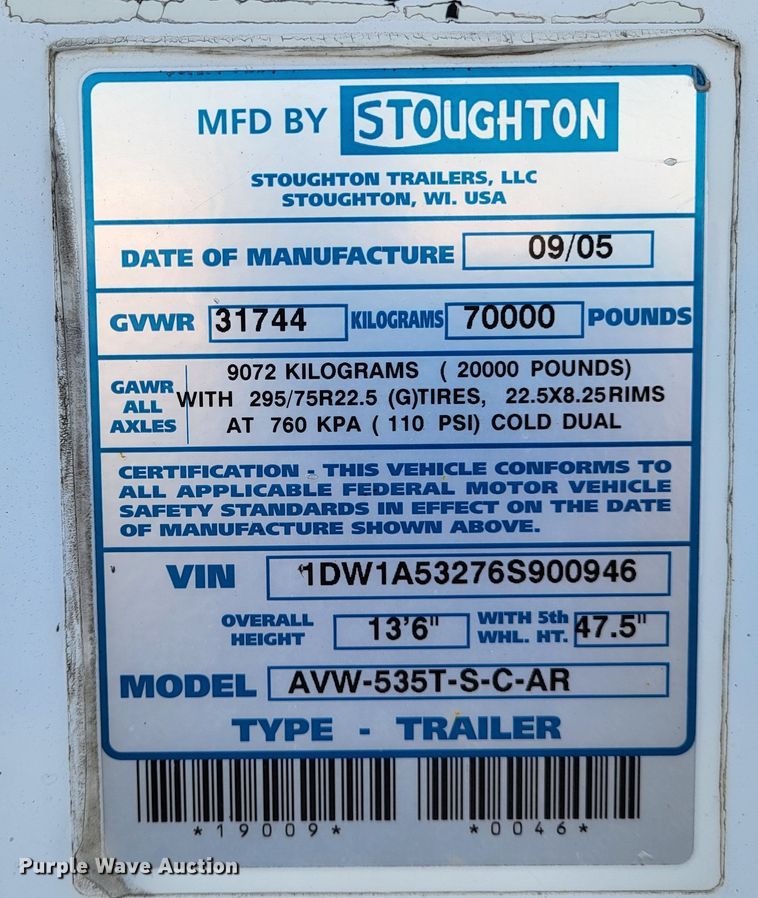 MFD BY STOUGHTON
STOUGHTON TRAILERS, LLC
STOUGHTON, WI. USA
DATE OF MANUFACTURE 09/05
GVWR 31744 KILOGRAMS 70000 POUNDS
GAWR ALL AXLES
9072 KILOGRAMS ( 20000 POUNDS)
WITH 295/75R22.5 (G)TIRES, 22.5X8.25RIMS
AT 760 KPA ( 110 PSI) COLD DUAL
CERTIFICATION - THIS VEHICLE CONFORMS TO
ALL APPLICABLE FEDERAL MOTOR VEHICLE
SAFETY STANDARDS IN EFFECT ON THE DATE
OF MANUFACTURE SHOWN ABOVE.
VIN 1DW1A53276S900946
OVERALL HEIGHT 13'6" WITH 5th WHL. HT. 47.5"
MODEL AVW-535T-S-C-AR
TYPE - TRAILER
*19009* *0046*
Purple Wave Auction